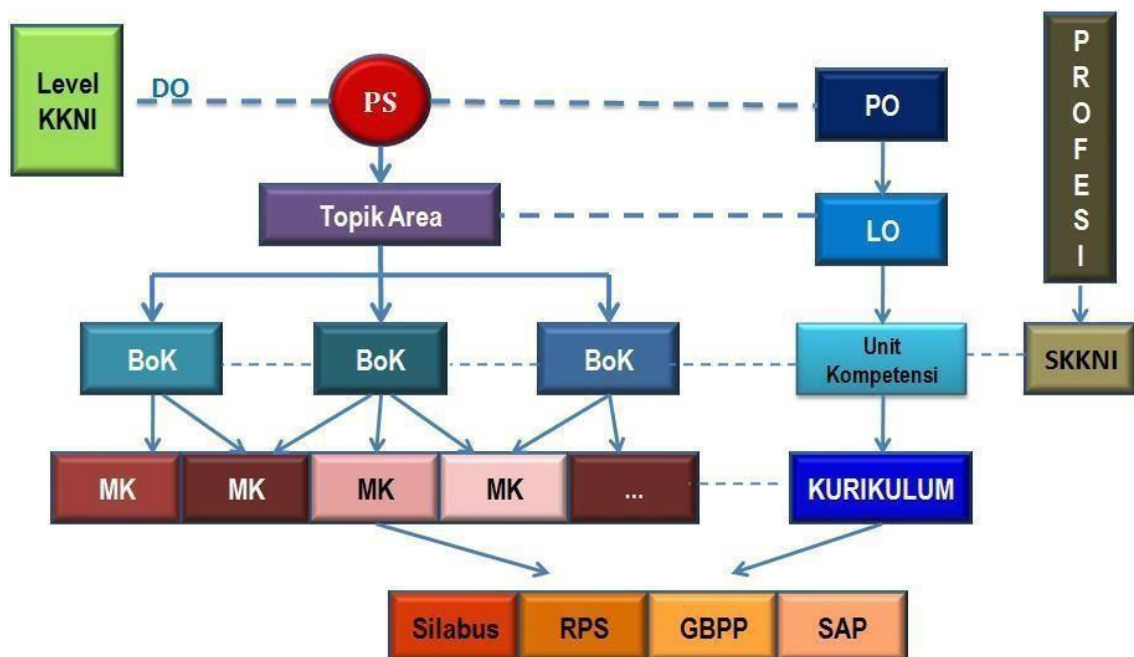 Level
KKNI
DO
PS
PO
PROFESI
Topik Area
LO
BoK
BoK
BoK
Unit
Kompetensi
SKKNI
MK
MK
MK
MK
...
KURIKULUM
Silabus
RPS
GBPP
SAP